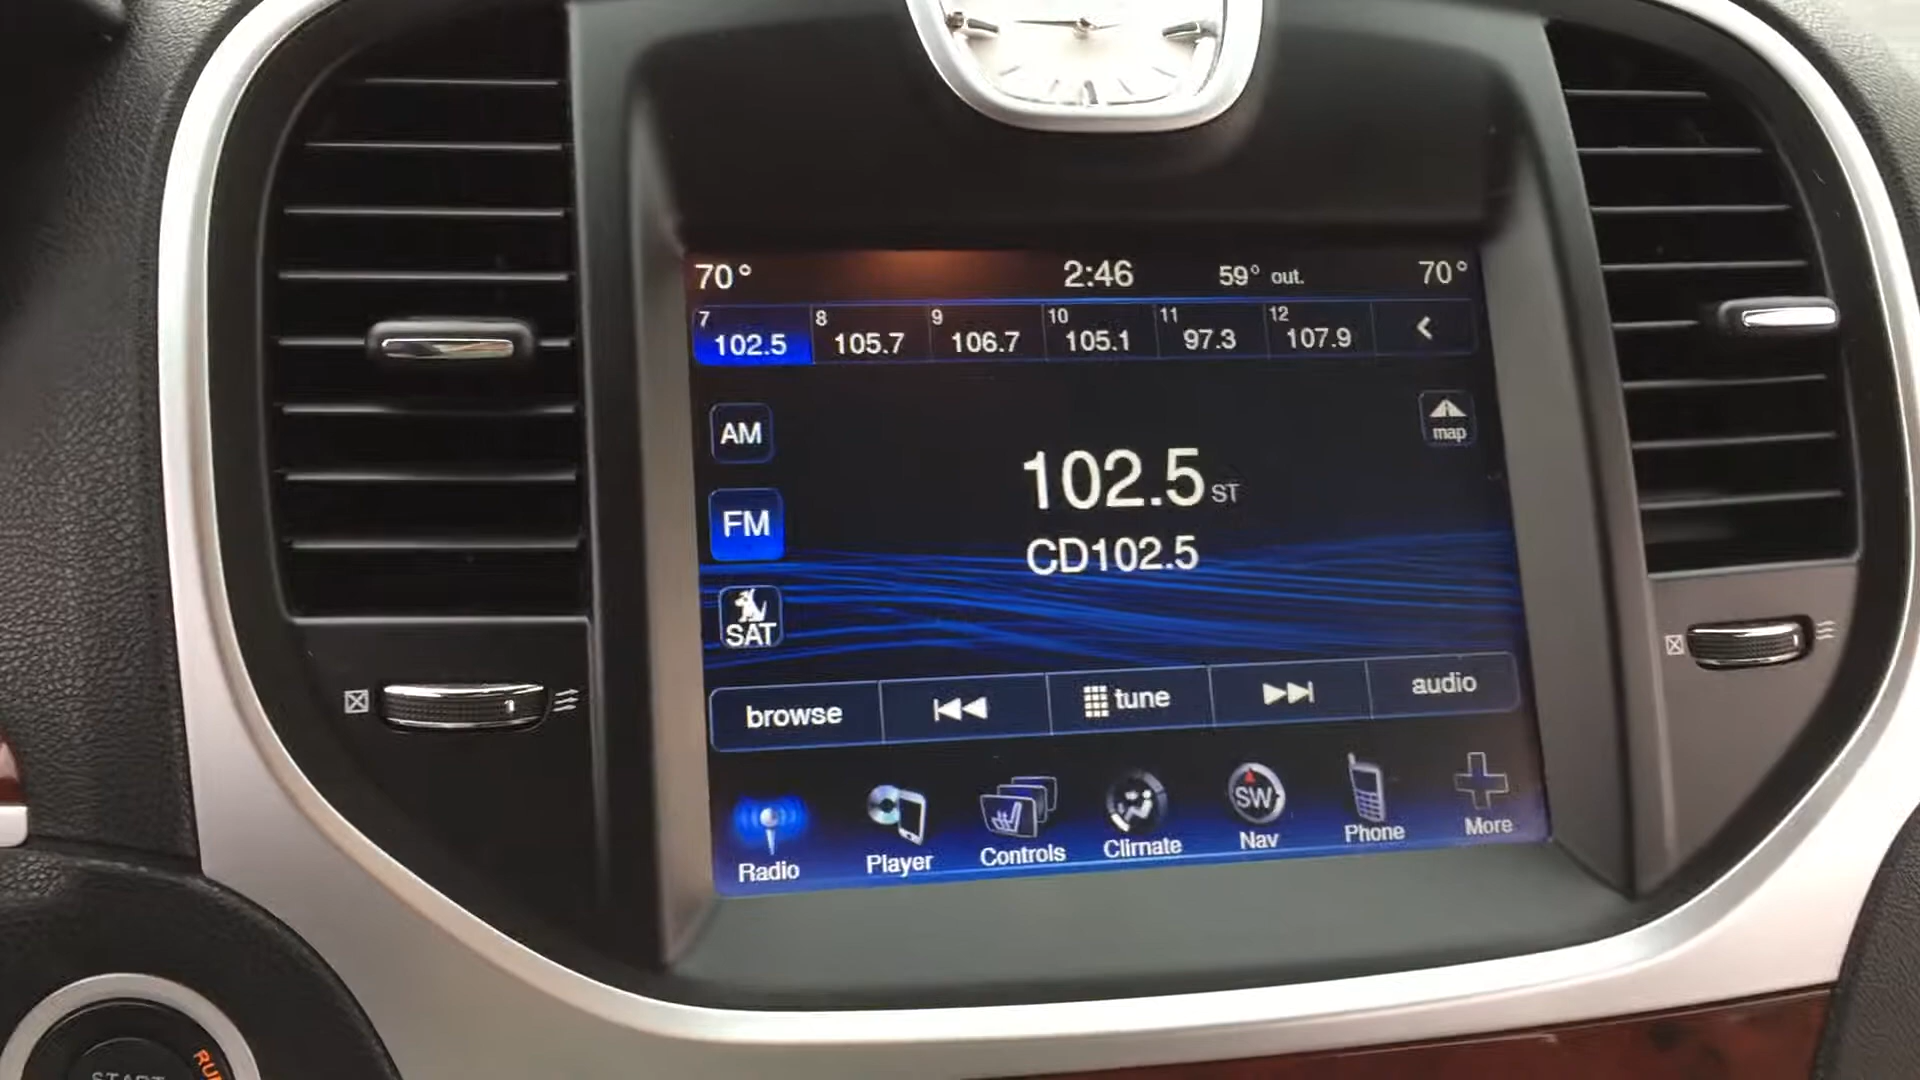 70° 2:46 59° out. 70°
7 8 9 10 11 12
102.5 105.7 106.7 105.1 97.3 107.9
AM
map
102.5 ST
FM
CD102.5
SAT
browse tune audio
SW
Radio Player Controls Climate Nav Phone More
START
RUN